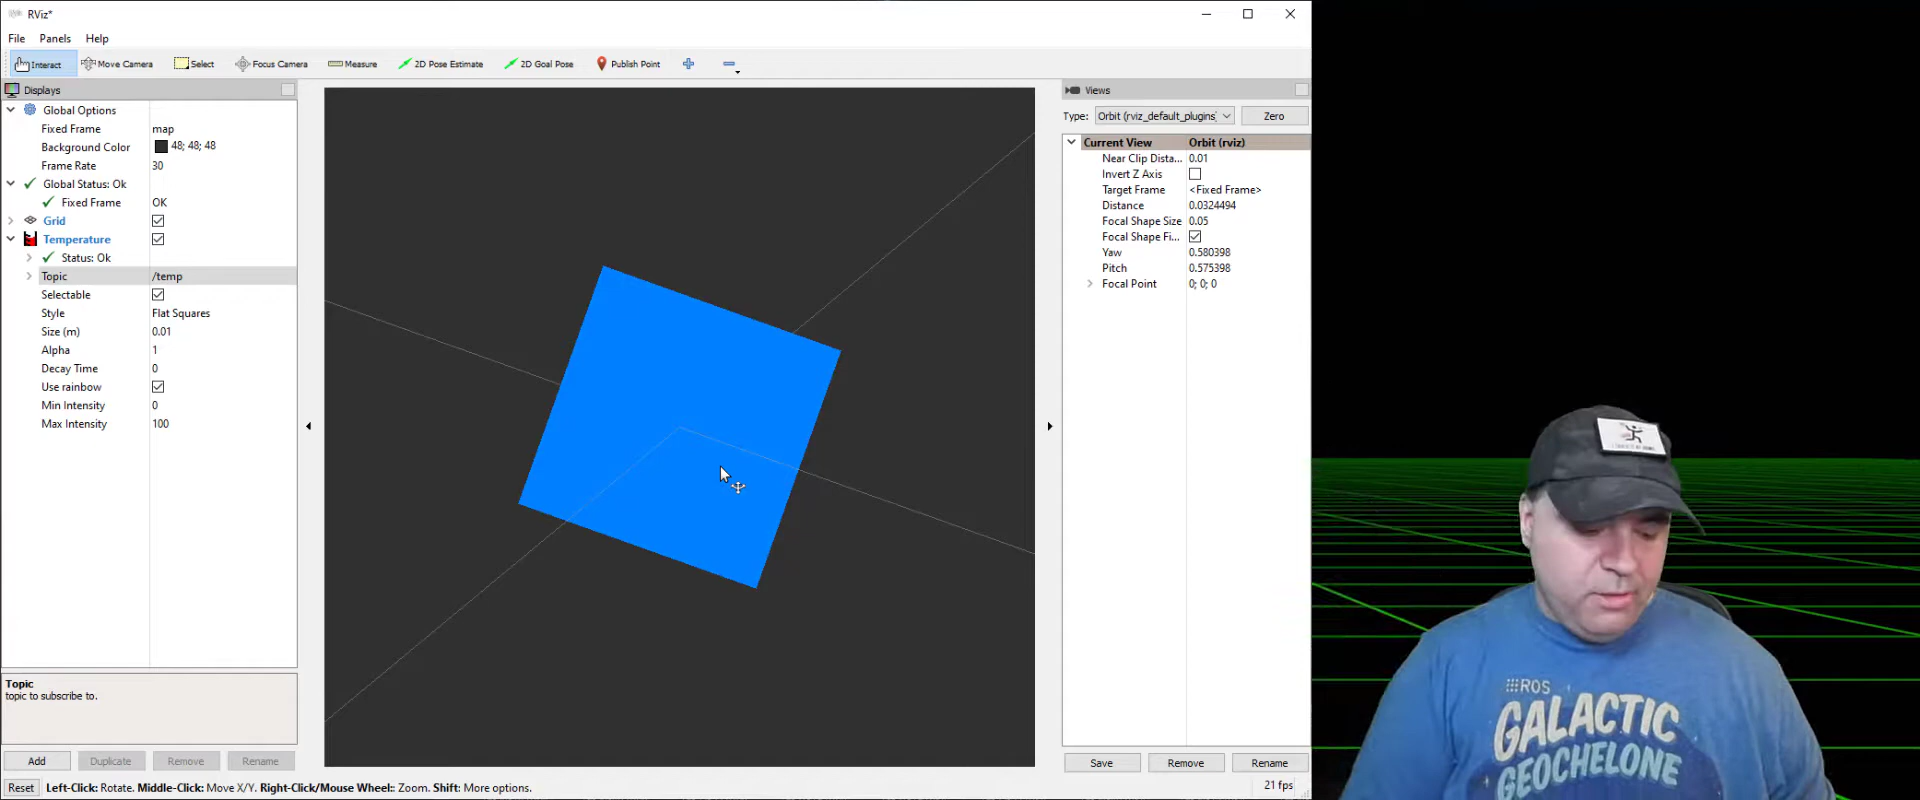 RViz*
File Panels Help
Interact Move Camera Select Focus Camera Measure 2D Pose Estimate 2D Goal Pose Publish Point
Displays
Global Options
Fixed Frame map
Background Color 48; 48; 48
Frame Rate 30
Global Status: Ok
Fixed Frame OK
Grid
Temperature
Status: Ok
Topic /temp
Selectable
Style Flat Squares
Size (m) 0.01
Alpha 1
Decay Time 0
Use rainbow
Min Intensity 0
Max Intensity 100
Topic
topic to subscribe to.
Add Duplicate Remove Rename
Reset Left-Click: Rotate. Middle-Click: Move X/Y. Right-Click/Mouse Wheel:: Zoom. Shift: More options.
21 fps
Views
Type: Orbit (rviz_default_plugins) Zero
Current View Orbit (rviz)
Near Clip Dista... 0.01
Invert Z Axis
Target Frame <Fixed Frame>
Distance 0.0324494
Focal Shape Size 0.05
Focal Shape Fi...
Yaw 0.580398
Pitch 0.575398
Focal Point 0; 0; 0
Save Remove Rename
ROS
GALACTIC
GEOCHELONE